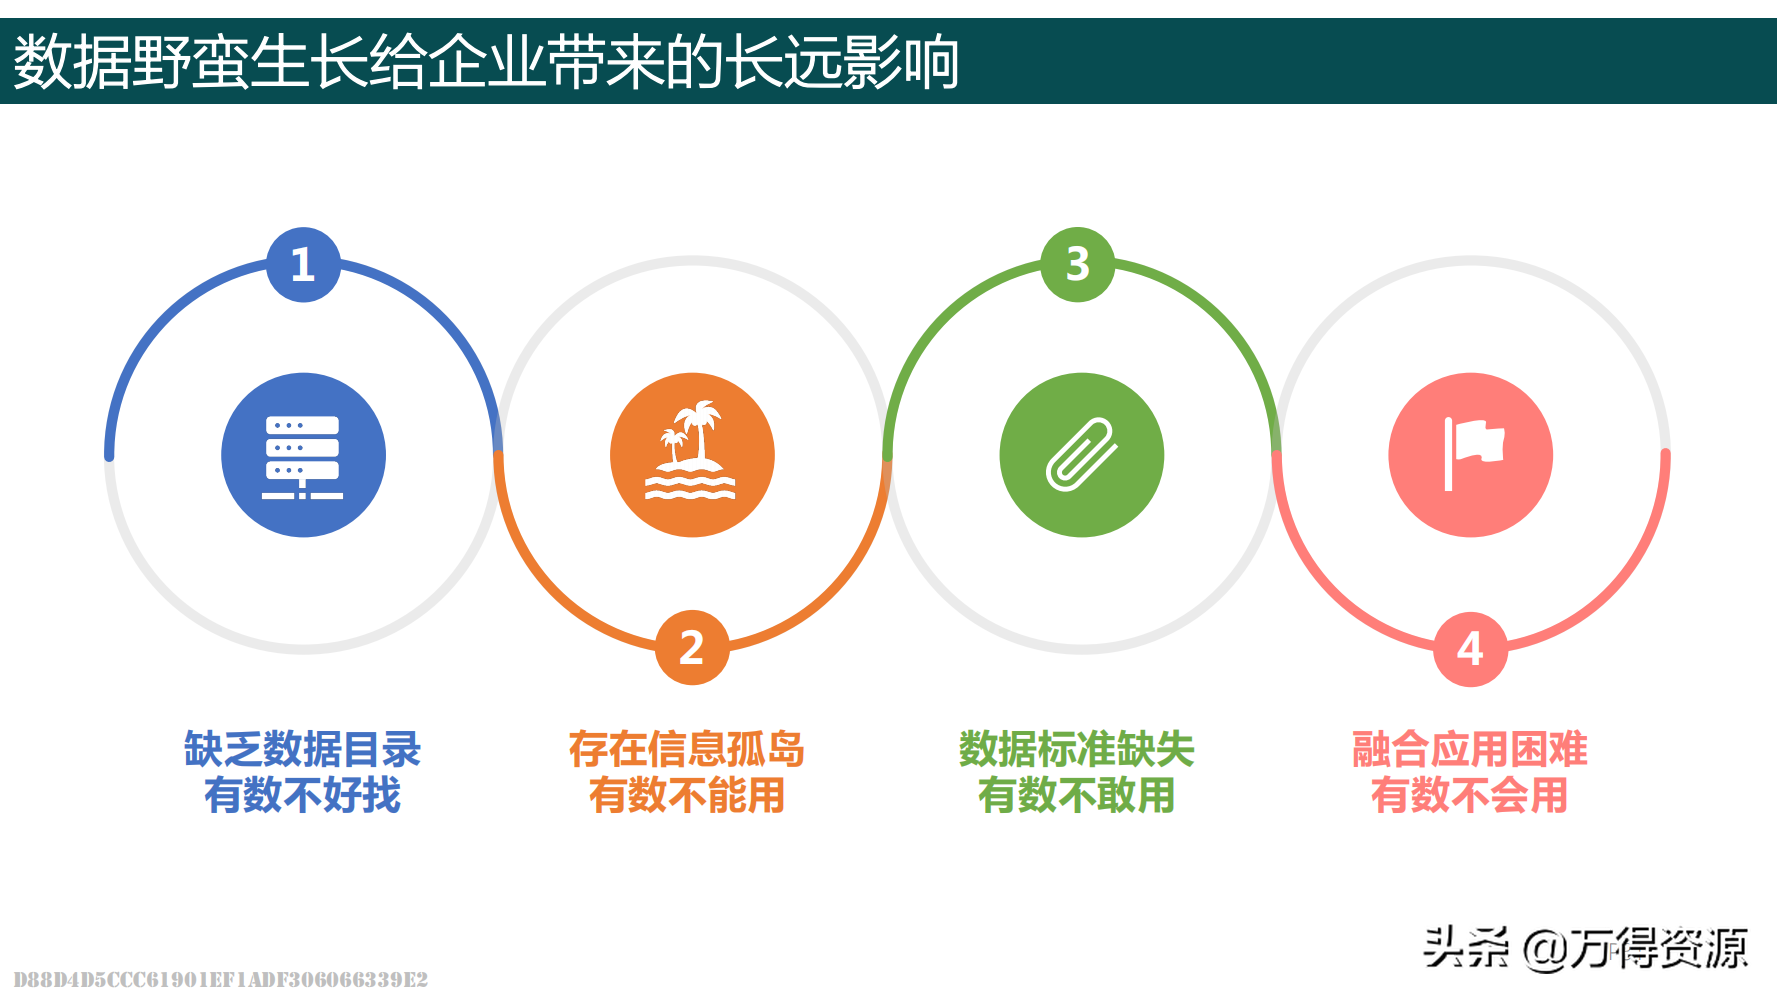 数据野蛮生长给企业带来的长远影响
1
2
3
4
缺乏数据目录
有数不好找
存在信息孤岛
有数不能用
数据标准缺失
有数不敢用
融合应用困难
有数不会用
头条 @万得资源
D88D4D5CCC61901EF1ADF306066339E2